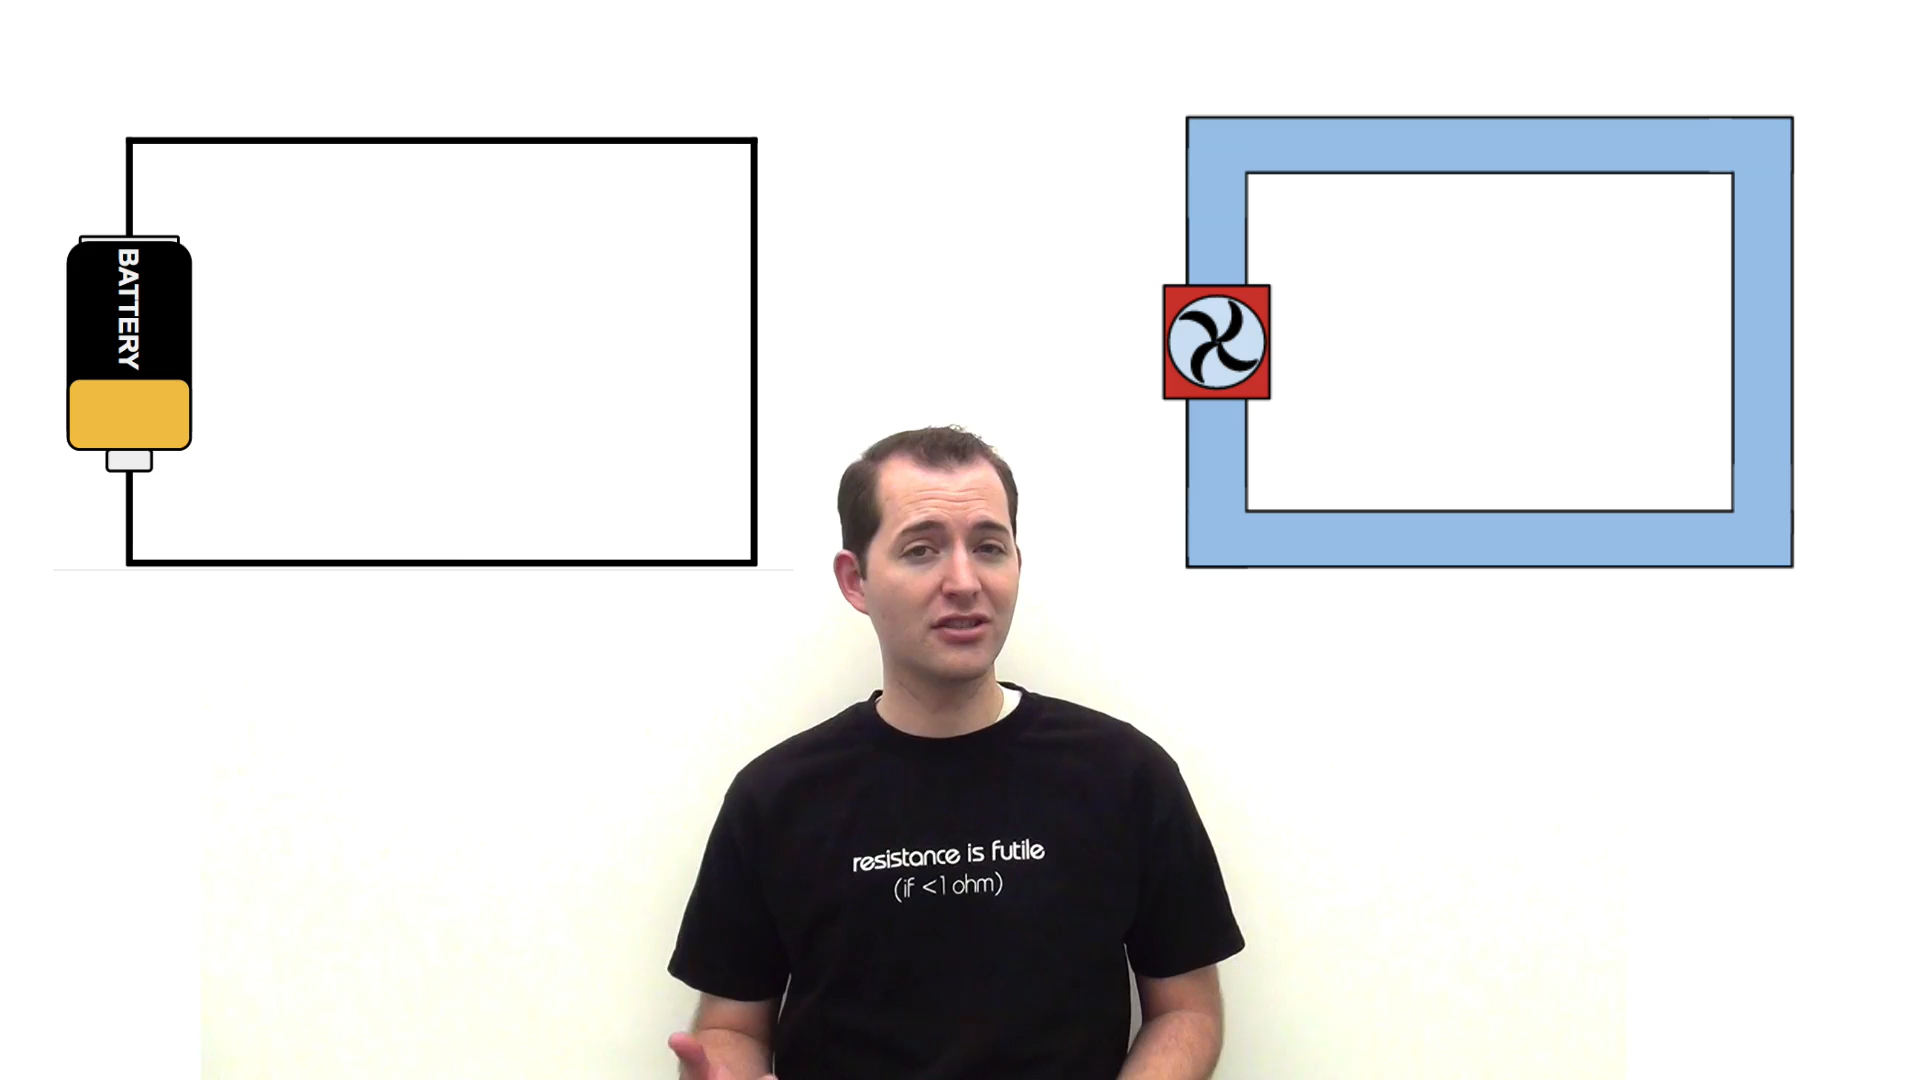 BATTERY
resistance is futile
(if <1 ohm)